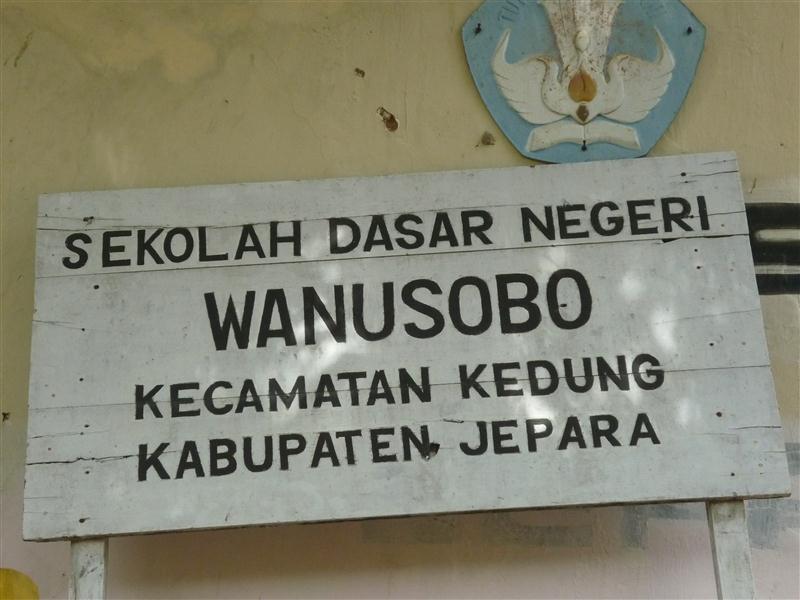 SEKOLAH DASAR NEGERI
WANUSOBO
KECAMATAN KEDUNG
KABUPATEN JEPARA